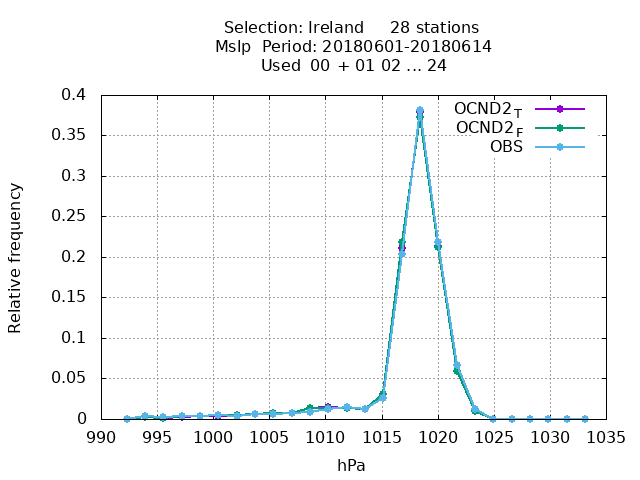 Selection: Ireland 28 stations
Mslp Period: 20180601-20180614
Used 00 + 01 02 ... 24
OCND2T
OCND2F
OBS
Relative frequency
0.4
0.35
0.3
0.25
0.2
0.15
0.1
0.05
0
990 995 1000 1005 1010 1015 1020 1025 1030 1035
hPa